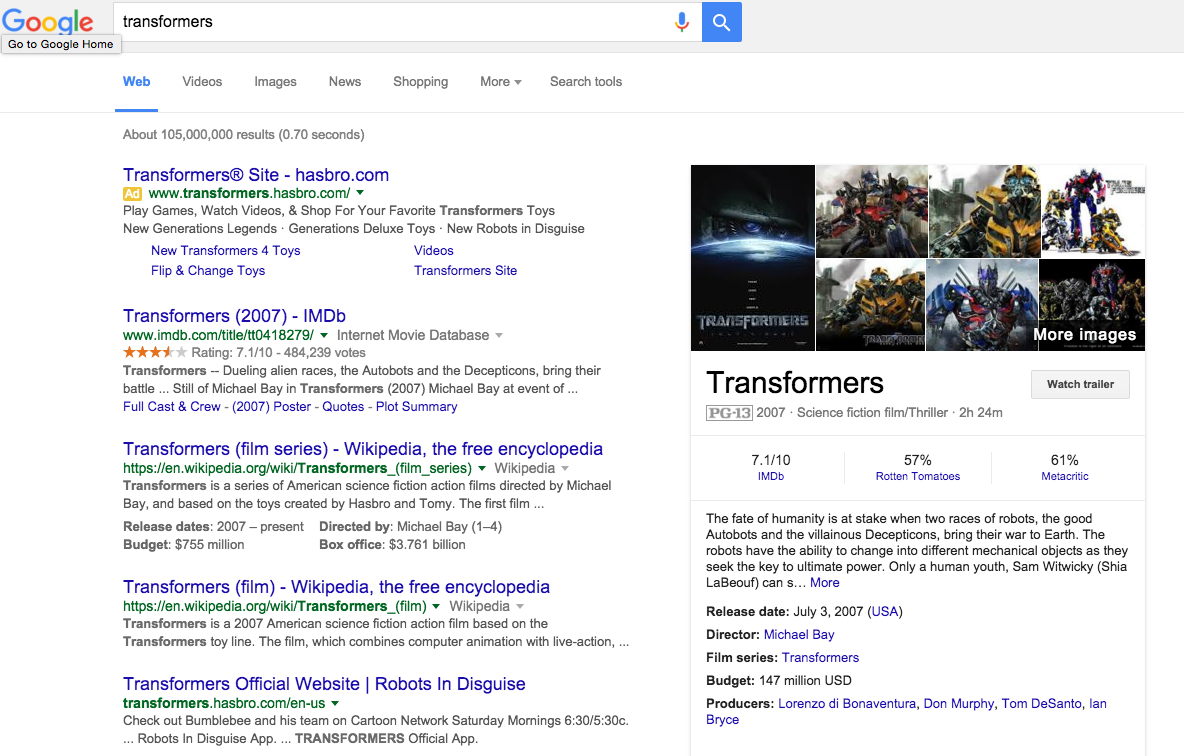 Google
transformers
Go to Google Home
Web Videos Images News Shopping More Search tools
About 105,000,000 results (0.70 seconds)
Transformers® Site - hasbro.com
Ad www.transformers.hasbro.com/
Play Games, Watch Videos, & Shop For Your Favorite Transformers Toys
New Generations Legends · Generations Deluxe Toys · New Robots in Disguise
New Transformers 4 Toys Videos
Flip & Change Toys Transformers Site
Transformers (2007) - IMDb
www.imdb.com/title/tt0418279/ Internet Movie Database
Rating: 7.1/10 - 484,239 votes
Transformers -- Dueling alien races, the Autobots and the Decepticons, bring their
battle ... Still of Michael Bay in Transformers (2007) Michael Bay at event of ...
Full Cast & Crew - (2007) Poster - Quotes - Plot Summary
Transformers (film series) - Wikipedia, the free encyclopedia
https://en.wikipedia.org/wiki/Transformers_(film_series) Wikipedia
Transformers is a series of American science fiction action films directed by Michael
Bay, and based on the toys created by Hasbro and Tomy. The first film ...
Release dates: 2007 – present Directed by: Michael Bay (1–4)
Budget: $755 million Box office: $3.761 billion
Transformers (film) - Wikipedia, the free encyclopedia
https://en.wikipedia.org/wiki/Transformers_(film) Wikipedia
Transformers is a 2007 American science fiction action film based on the
Transformers toy line. The film, which combines computer animation with live-action, ...
Transformers Official Website | Robots In Disguise
transformers.hasbro.com/en-us
Check out Bumblebee and his team on Cartoon Network Saturday Mornings 6:30/5:30c.
... Robots In Disguise App. ... TRANSFORMERS Official App.
TRANSFORMERS
More images
Transformers
Watch trailer
PG-13 2007 · Science fiction film/Thriller · 2h 24m
7.1/10 57% 61%
IMDb Rotten Tomatoes Metacritic
The fate of humanity is at stake when two races of robots, the good
Autobots and the villainous Decepticons, bring their war to Earth. The
robots have the ability to change into different mechanical objects as they
seek the key to ultimate power. Only a human youth, Sam Witwicky (Shia
LaBeouf) can s... More
Release date: July 3, 2007 (USA)
Director: Michael Bay
Film series: Transformers
Budget: 147 million USD
Producers: Lorenzo di Bonaventura, Don Murphy, Tom DeSanto, Ian
Bryce